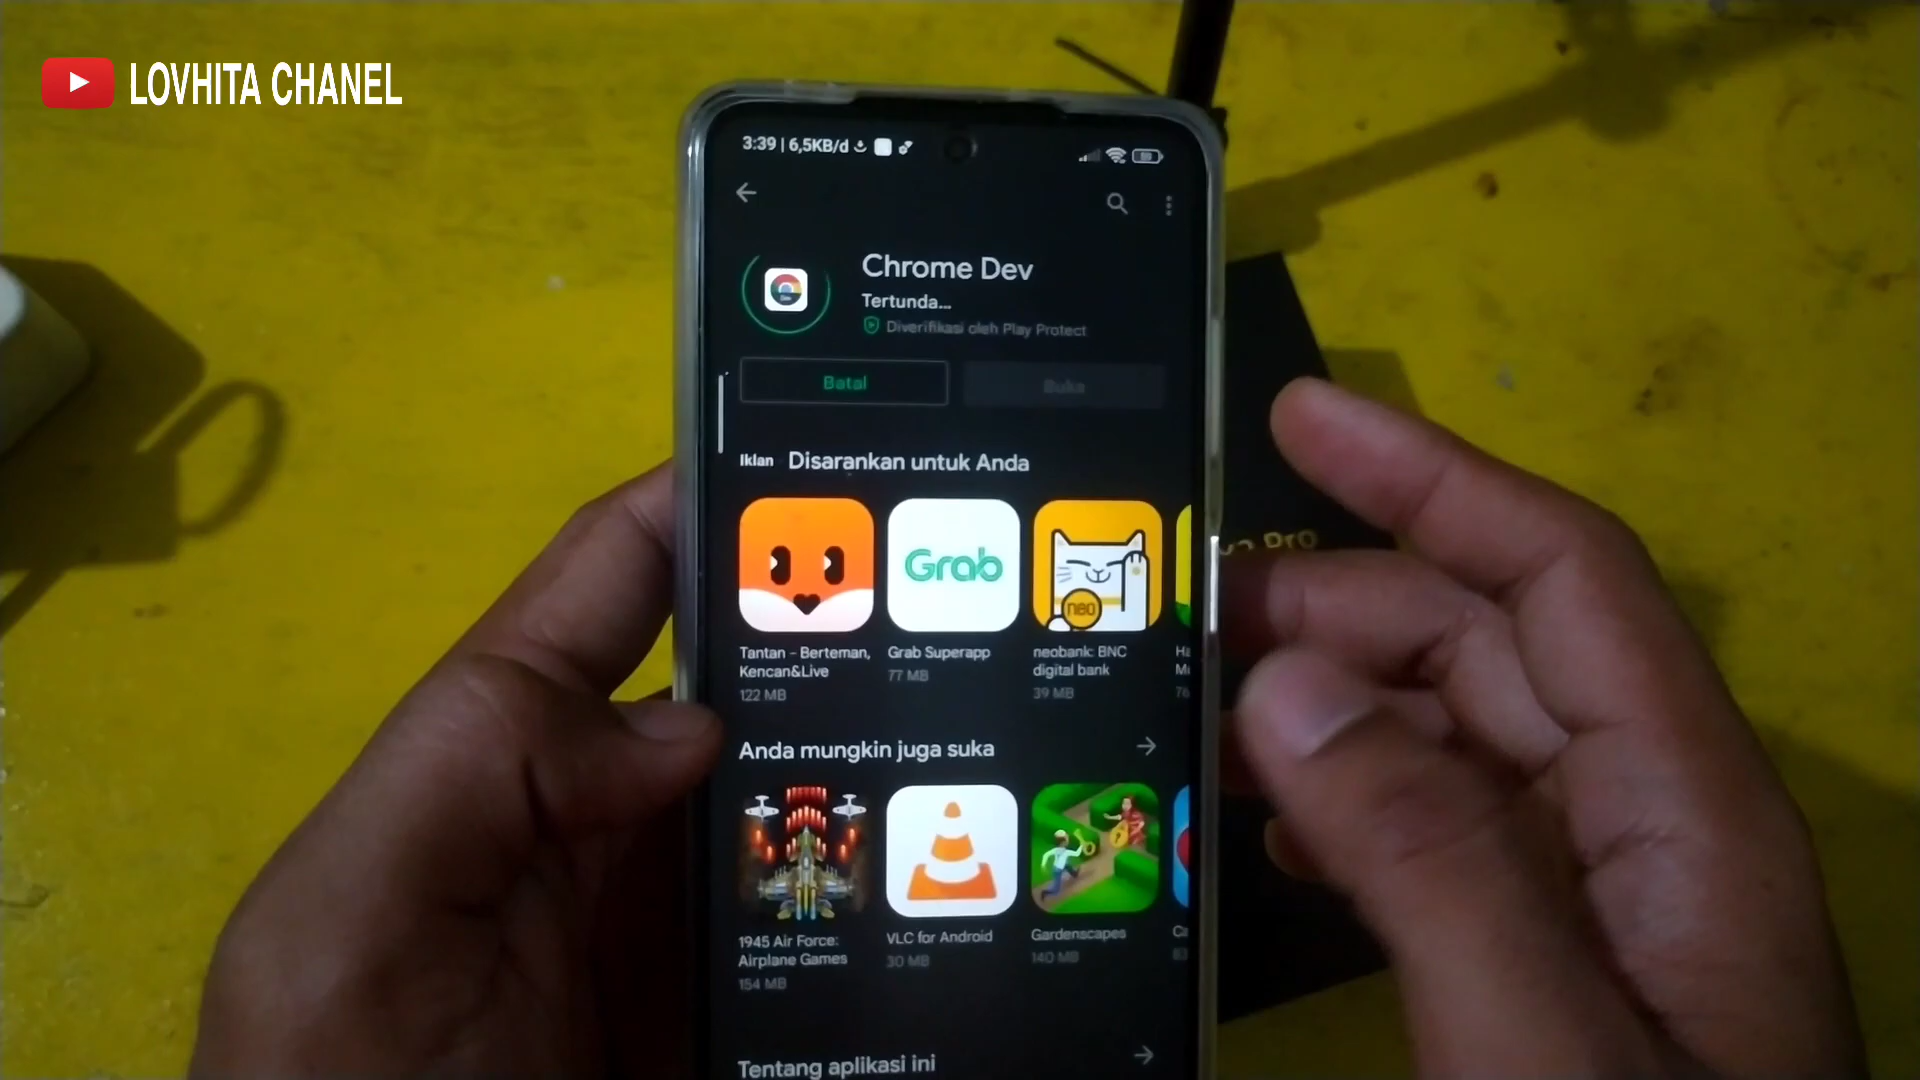 LOVHITA CHANEL
3:39 | 6,5KB/d
Chrome Dev
Tertunda...
Diverifikasi oleh Play Protect
Batal
Buka
Iklan Disarankan untuk Anda
Grab
neo
Tantan – Berteman,
Kencan&Live
122 MB
Grab Superapp
77 MB
neobank: BNC
digital bank
39 MB
Anda mungkin juga suka
1945 Air Force:
Airplane Games
154 MB
VLC for Android
30 MB
Gardenscapes
140 MB
Tentang aplikasi ini
Pro